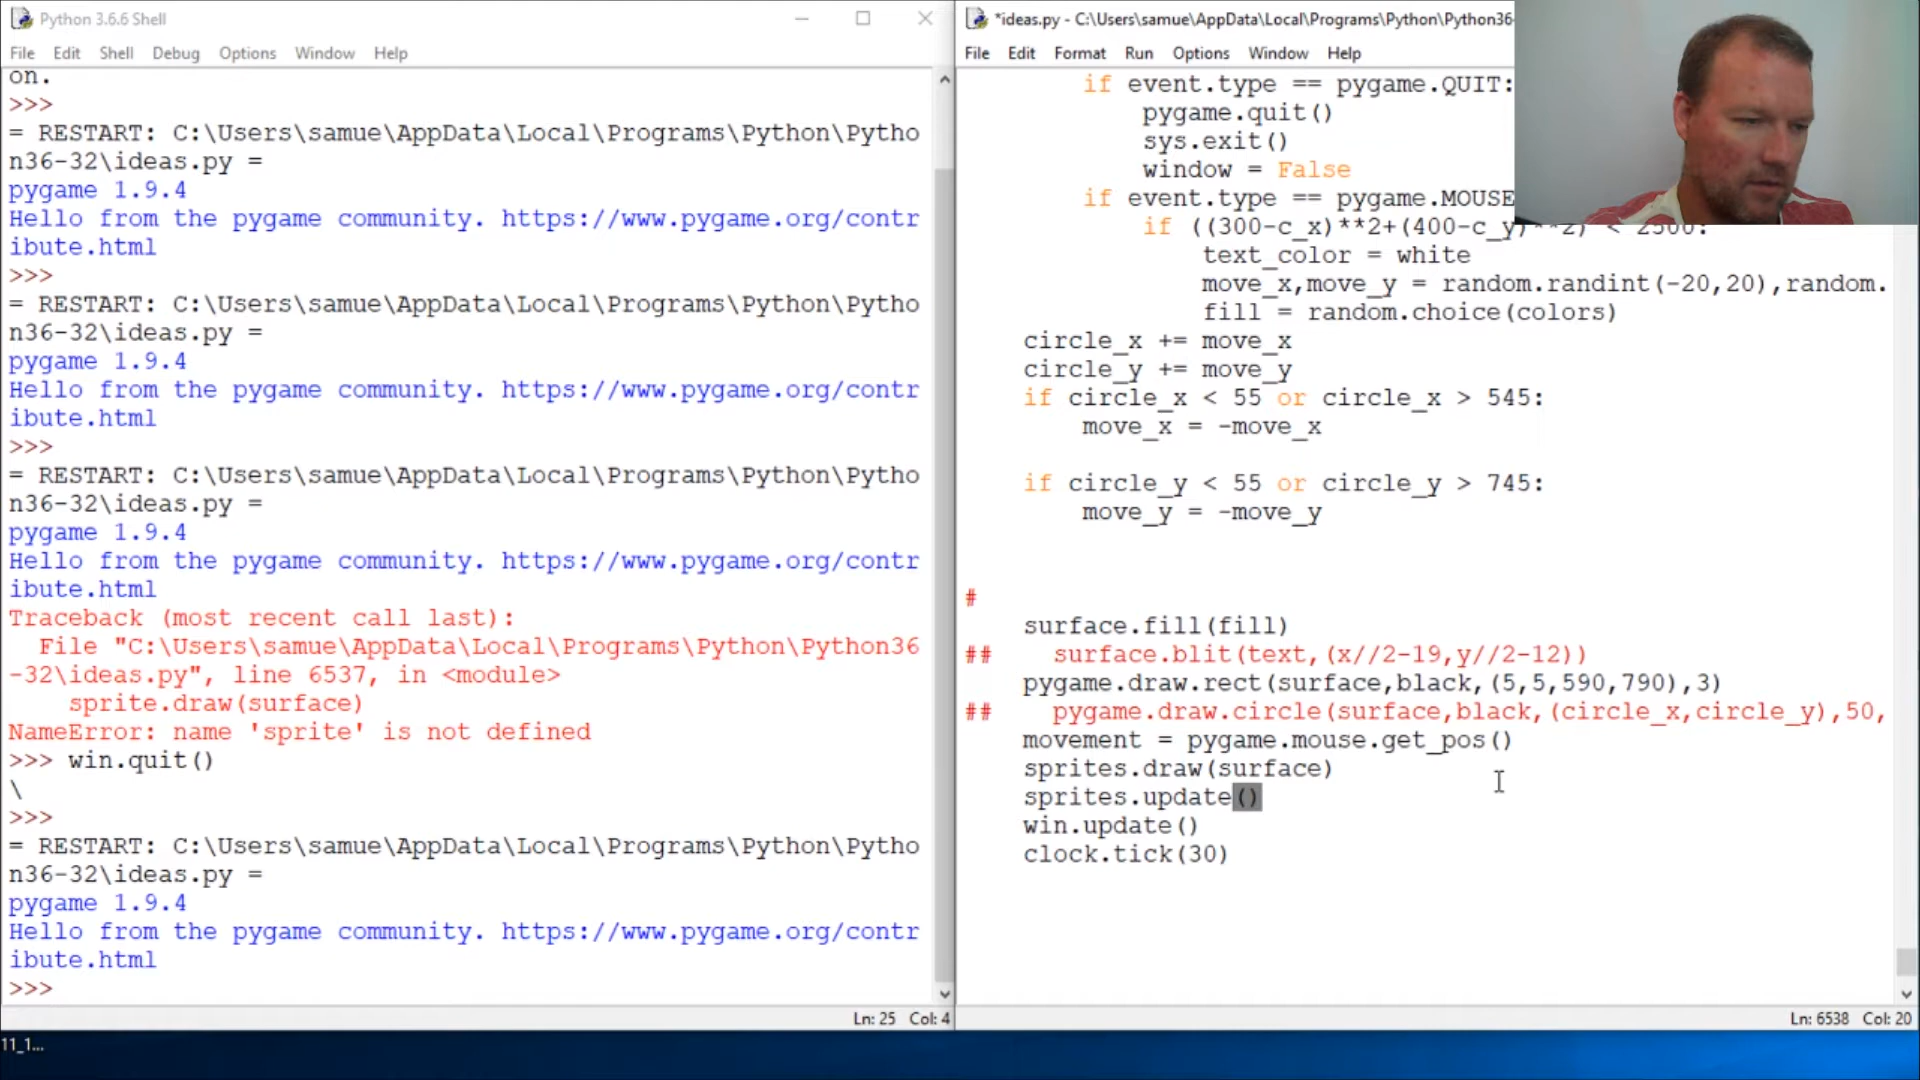 Python 3.6.6 Shell
File Edit Shell Debug Options Window Help
on.
>>>
= RESTART: C:\Users\samue\AppData\Local\Programs\Python\Pytho
n36-32\ideas.py =
pygame 1.9.4
Hello from the pygame community. https://www.pygame.org/contr
ibute.html
>>>
= RESTART: C:\Users\samue\AppData\Local\Programs\Python\Pytho
n36-32\ideas.py =
pygame 1.9.4
Hello from the pygame community. https://www.pygame.org/contr
ibute.html
>>>
= RESTART: C:\Users\samue\AppData\Local\Programs\Python\Pytho
n36-32\ideas.py =
pygame 1.9.4
Hello from the pygame community. https://www.pygame.org/contr
ibute.html
Traceback (most recent call last):
  File "C:\Users\samue\AppData\Local\Programs\Python\Python36
-32\ideas.py", line 6537, in <module>
    sprite.draw(surface)
NameError: name 'sprite' is not defined
>>> win.quit()
\
>>>
= RESTART: C:\Users\samue\AppData\Local\Programs\Python\Pytho
n36-32\ideas.py =
pygame 1.9.4
Hello from the pygame community. https://www.pygame.org/contr
ibute.html
>>>
Ln: 25 Col: 4
*ideas.py - C:\Users\samue\AppData\Local\Programs\Python\Python36-
File Edit Format Run Options Window Help
if event.type == pygame.QUIT:
pygame.quit()
sys.exit()
window = False
if event.type == pygame.MOUSE
if ((300-c_x)**2+(400-c_y)**2) < 2500:
text_color = white
move_x,move_y = random.randint(-20,20),random.
fill = random.choice(colors)
circle_x += move_x
circle_y += move_y
if circle_x < 55 or circle_x > 545:
move_x = -move_x
if circle_y < 55 or circle_y > 745:
move_y = -move_y
#
surface.fill(fill)
## surface.blit(text,(x//2-19,y//2-12))
pygame.draw.rect(surface,black,(5,5,590,790),3)
## pygame.draw.circle(surface,black,(circle_x,circle_y),50,
movement = pygame.mouse.get_pos()
sprites.draw(surface)
sprites.update()
win.update()
clock.tick(30)
Ln: 6538 Col: 20
11_1...